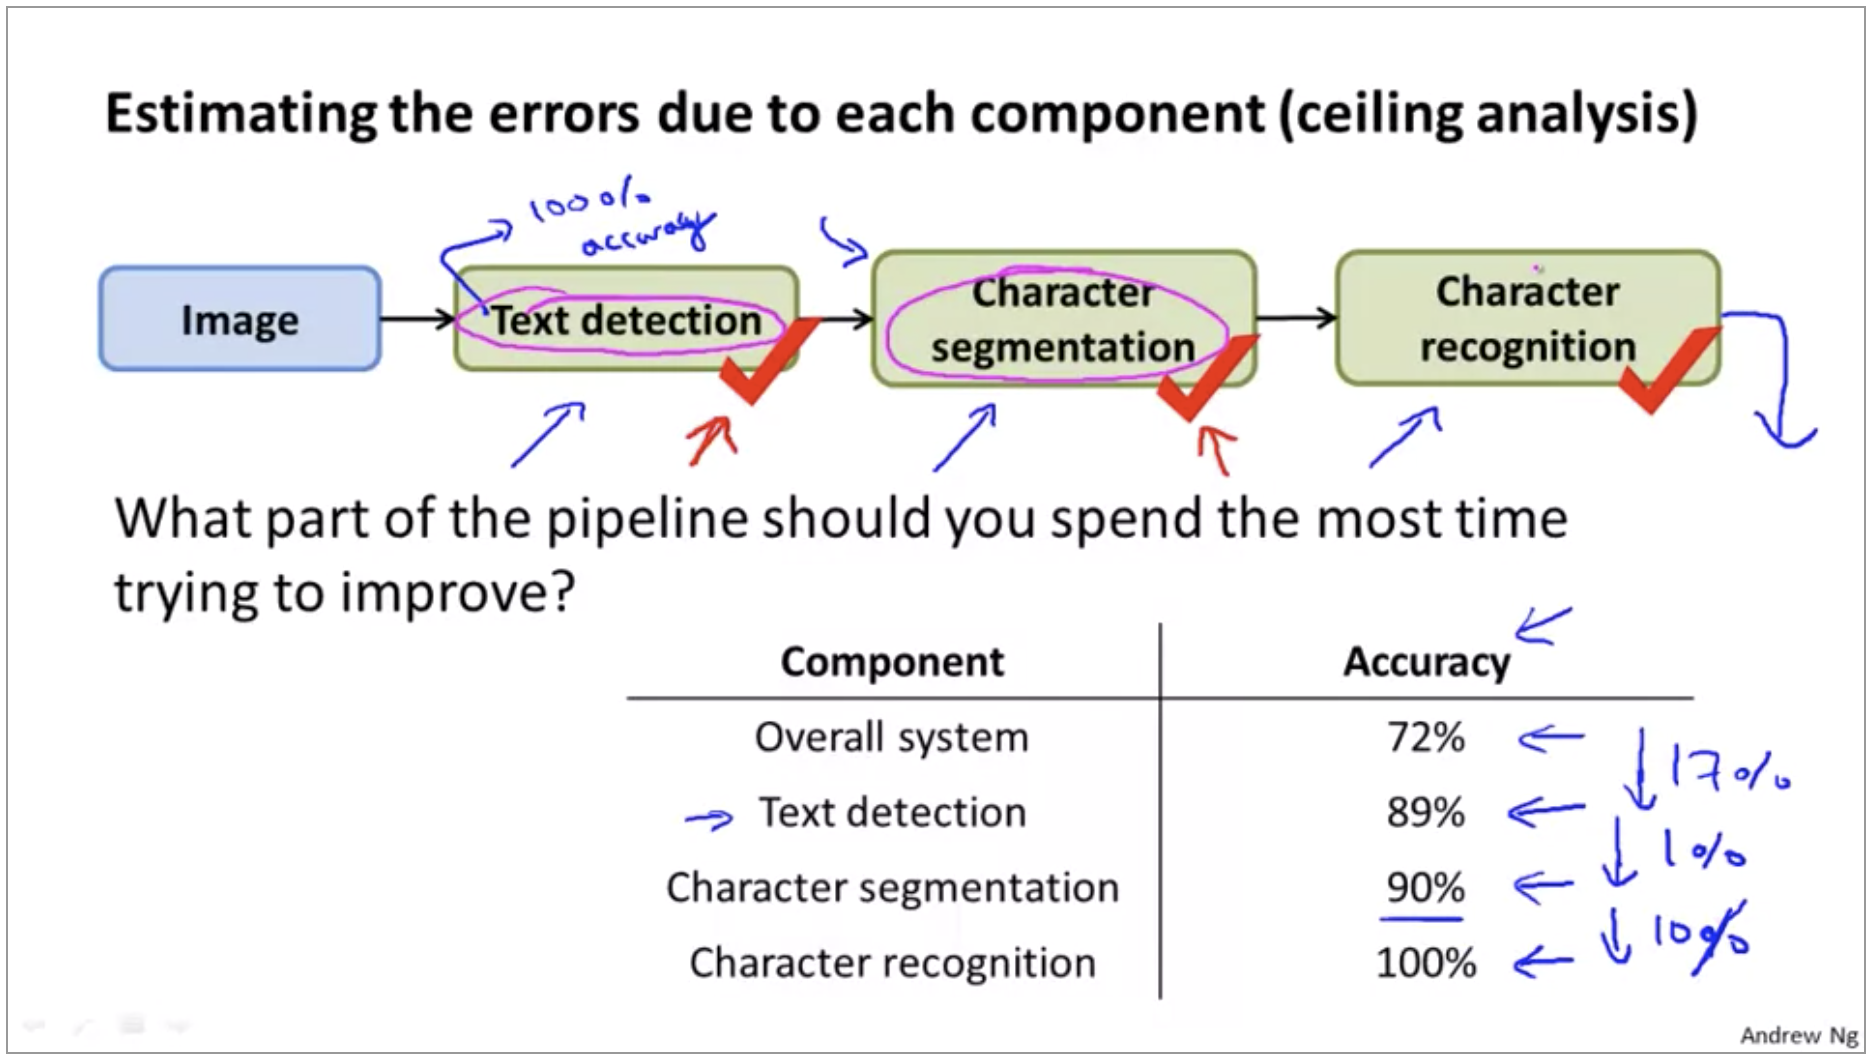 Estimating the errors due to each component (ceiling analysis)
100%
accuracy
Image
Text detection
Character
segmentation
Character
recognition
What part of the pipeline should you spend the most time
trying to improve?
Component Accuracy
Overall system 72%
17%
Text detection 89%
1%
Character segmentation 90%
10%
Character recognition 100%
Andrew Ng